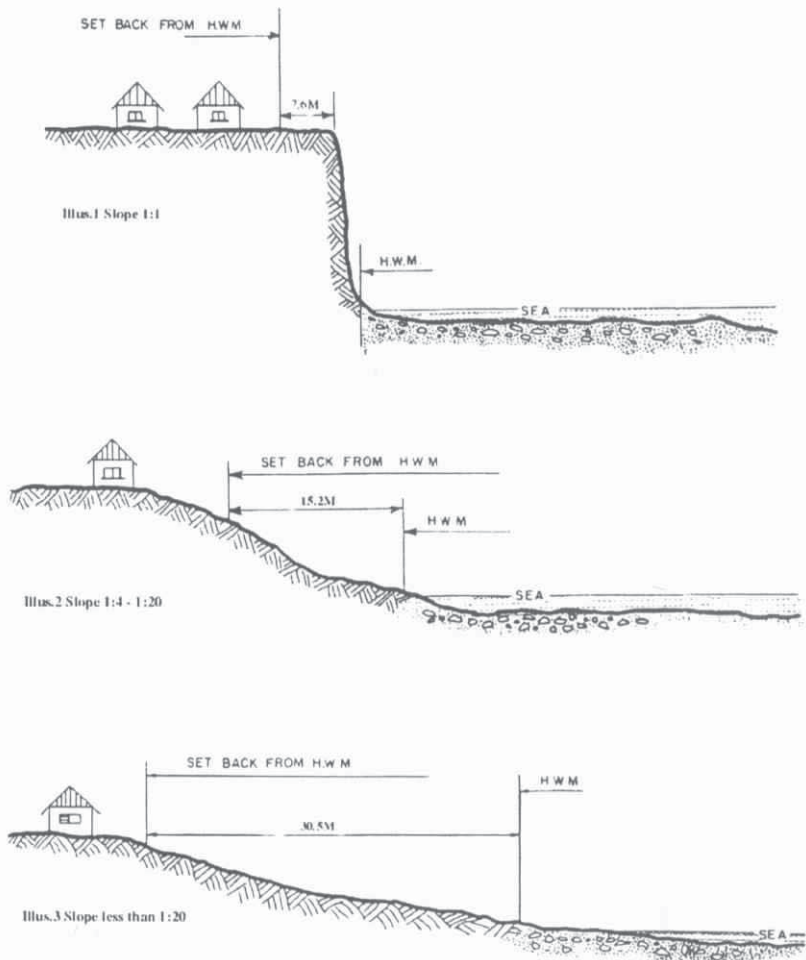 SET BACK FROM H.W.M
7.6M
Illus.1 Slope 1:1
H.W.M.
SEA
SET BACK FROM H W M
15.2M
H W M
SEA
Illus.2 Slope 1:4 - 1:20
SET BACK FROM H.W.M
H W M
30.5M
Illus.3 Slope less than 1:20
SEA